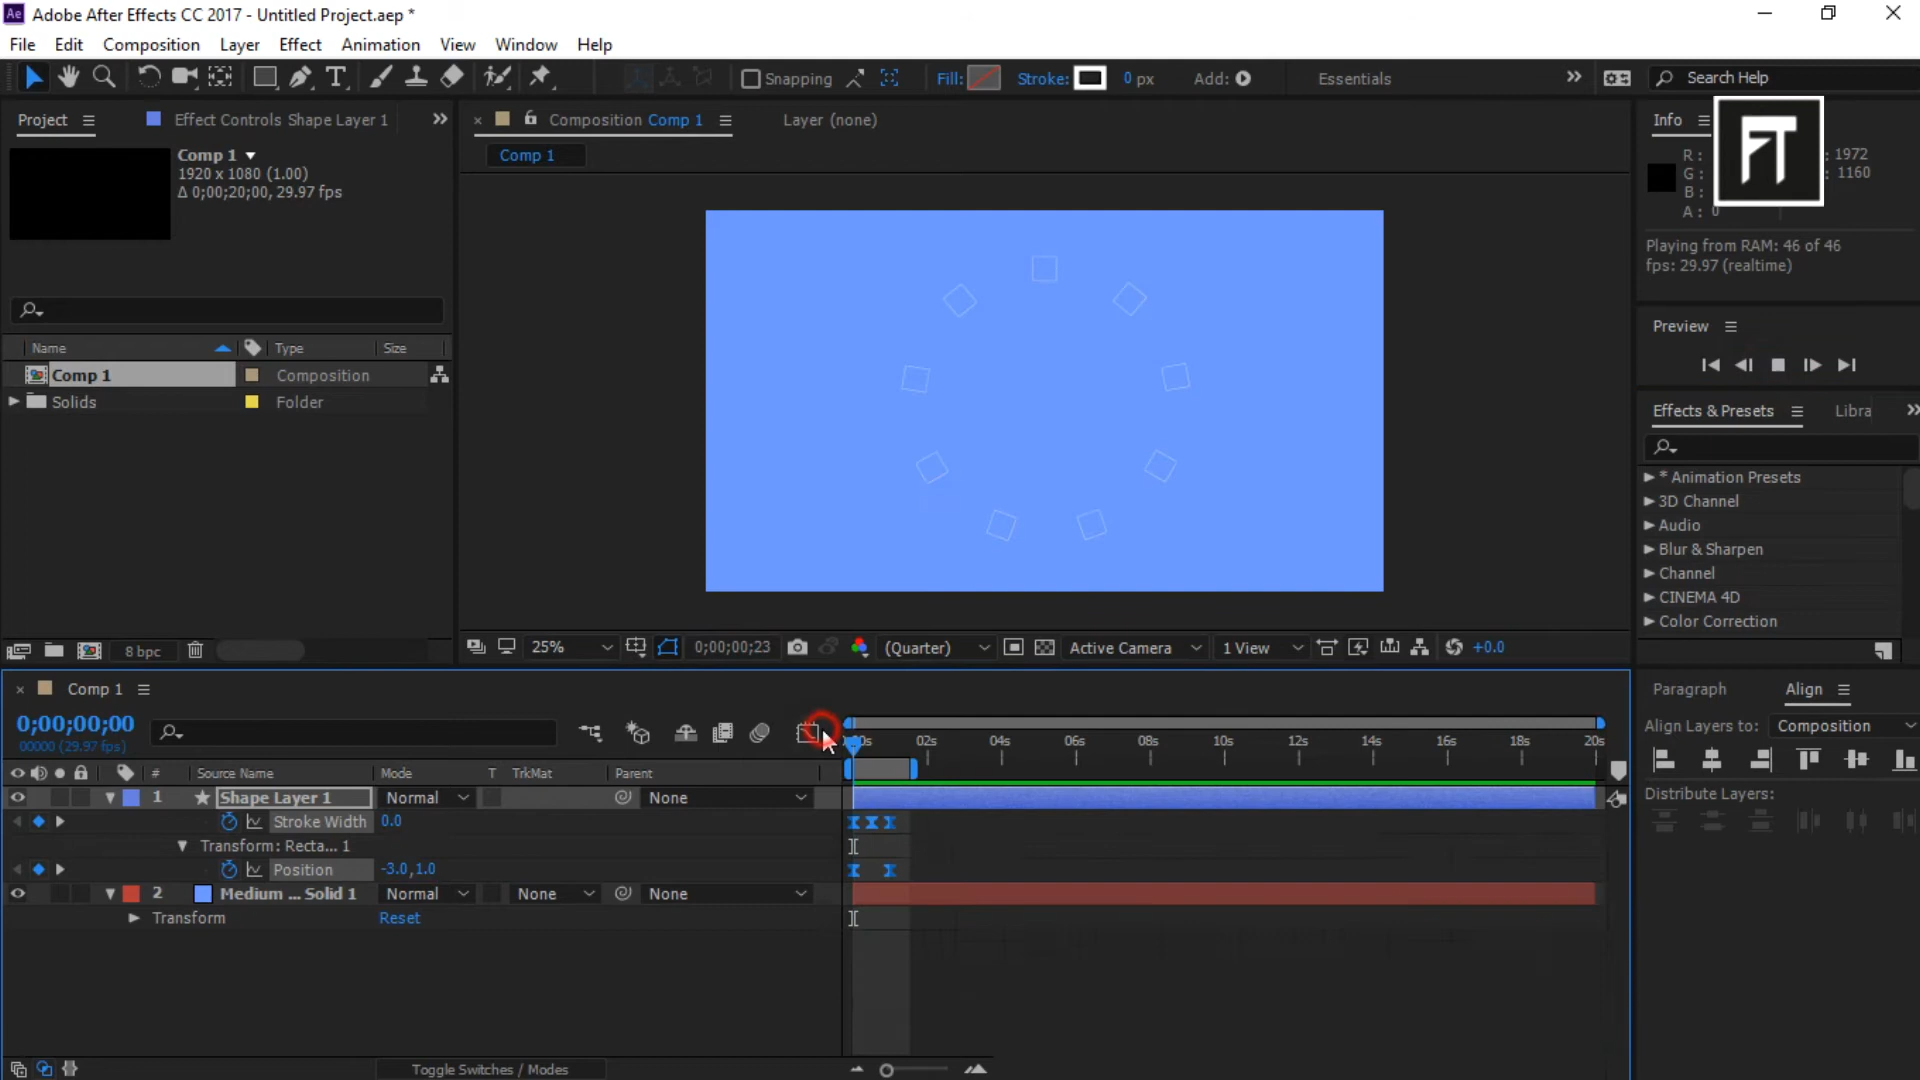 Ae Adobe After Effects CC 2017 - Untitled Project.aep *
File Edit Composition Layer Effect Animation View Window Help
Snapping Fill: Stroke: 0 px Add: Essentials Search Help
Project Effect Controls Shape Layer 1 Composition Comp 1 Layer (none) Info
FT
Comp 1
1920 x 1080 (1.00)
Δ 0;00;20;00, 29.97 fps
Comp 1
R: : 1972
G: : 1160
B:
A: 0
Playing from RAM: 46 of 46
fps: 29.97 (realtime)
Preview
Name Type Size
Comp 1 Composition
Solids Folder
Effects & Presets Libra
* Animation Presets
3D Channel
Audio
Blur & Sharpen
Channel
CINEMA 4D
Color Correction
8 bpc 25% 0;00;00;23 (Quarter) Active Camera 1 View +0.0
Comp 1
0;00;00;00
00000 (29.97 fps)
02s 04s 06s 08s 10s 12s 14s 16s 18s 20s
# Source Name Mode T TrkMat Parent
1 Shape Layer 1 Normal None
Stroke Width 0.0
Transform: Recta... 1
Position -3.0,1.0
2 Medium ... Solid 1 Normal None None
Transform Reset
Toggle Switches / Modes
Paragraph Align
Align Layers to: Composition
Distribute Layers: